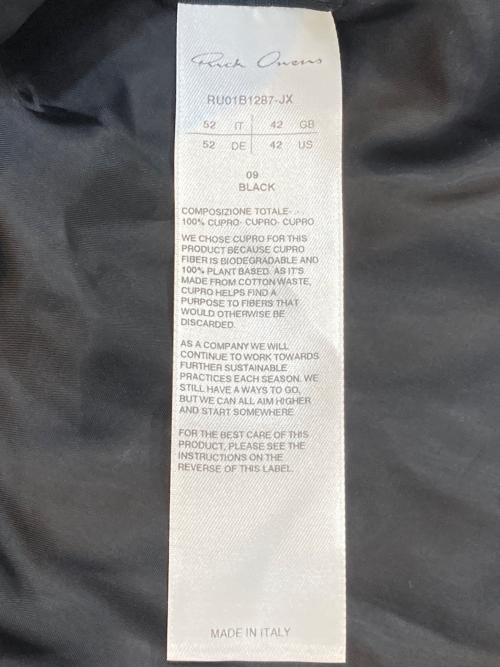 Rick Owens
RU01B1287-JX
52 IT 42 GB
52 DE 42 US
09
BLACK
COMPOSIZIONE TOTALE-
100% CUPRO- CUPRO- CUPRO
WE CHOSE CUPRO FOR THIS
PRODUCT BECAUSE CUPRO
FIBER IS BIODEGRADABLE AND
100% PLANT BASED. AS IT'S
MADE FROM COTTON WASTE,
CUPRO HELPS FIND A
PURPOSE TO FIBERS THAT
WOULD OTHERWISE BE
DISCARDED.
AS A COMPANY WE WILL
CONTINUE TO WORK TOWARDS
FURTHER SUSTAINABLE
PRACTICES EACH SEASON. WE
STILL HAVE A WAYS TO GO,
BUT WE CAN ALL AIM HIGHER
AND START SOMEWHERE
FOR THE BEST CARE OF THIS
PRODUCT, PLEASE SEE THE
INSTRUCTIONS ON THE
REVERSE OF THIS LABEL.
MADE IN ITALY